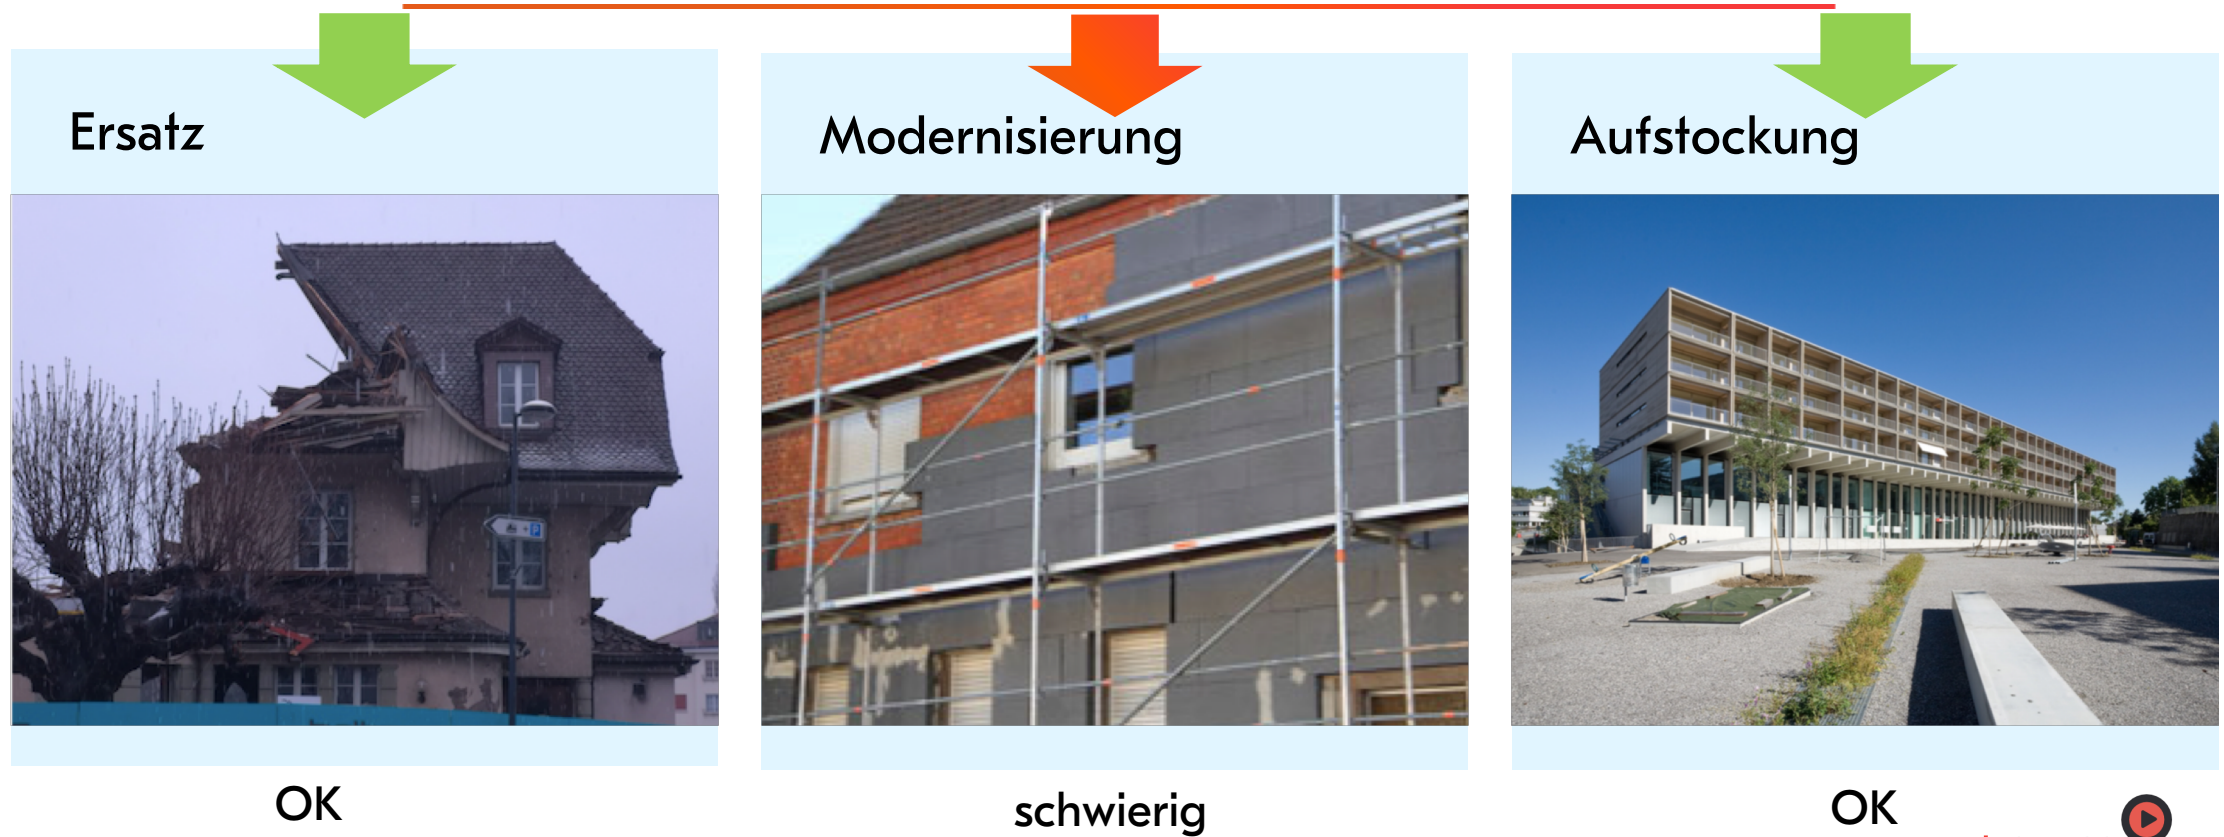 Ersatz
Modernisierung
Aufstockung
P
OK
schwierig
OK